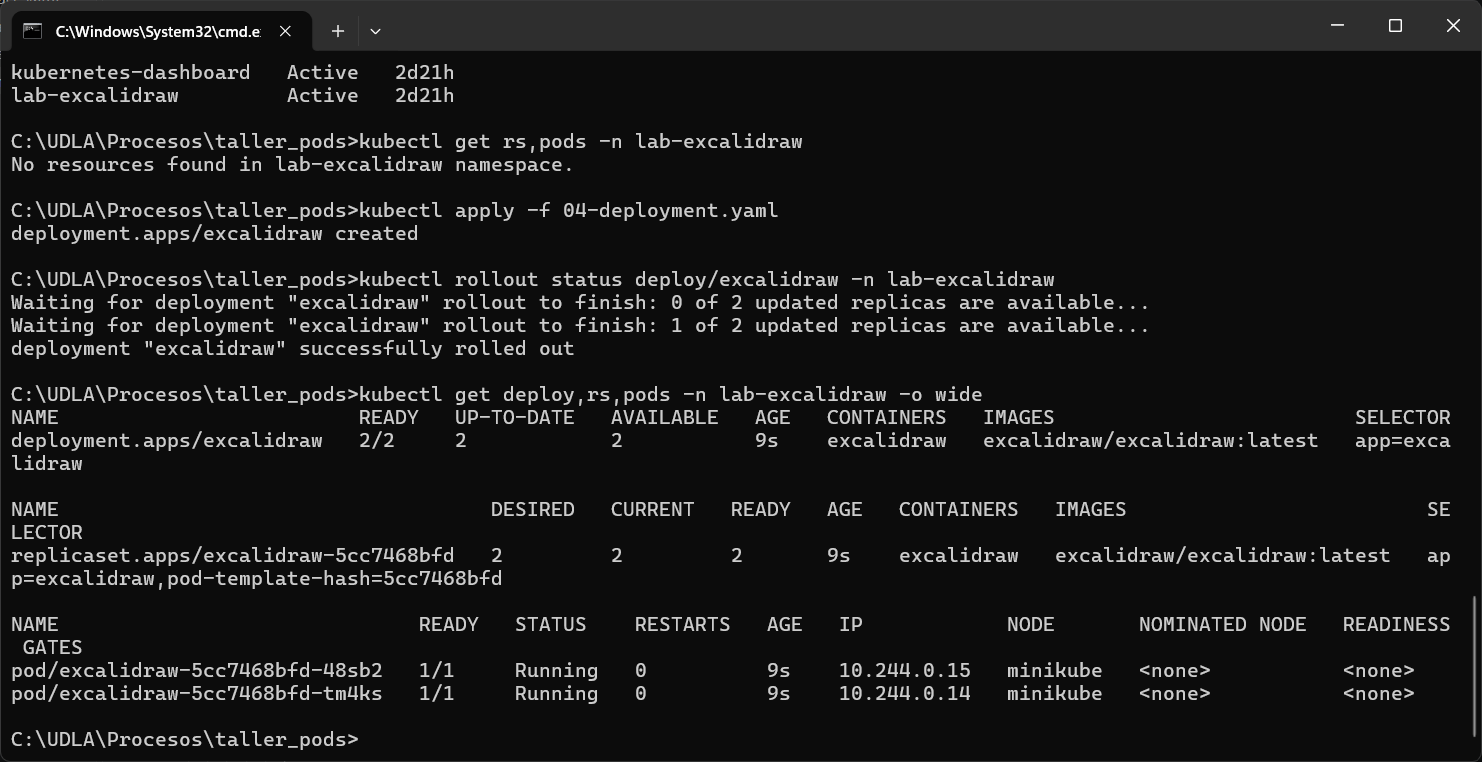 C:\Windows\System32\cmd.e:
kubernetes-dashboard   Active   2d21h
lab-excalidraw         Active   2d21h
C:\UDLA\Procesos\taller_pods>kubectl get rs,pods -n lab-excalidraw
No resources found in lab-excalidraw namespace.
C:\UDLA\Procesos\taller_pods>kubectl apply -f 04-deployment.yaml
deployment.apps/excalidraw created
C:\UDLA\Procesos\taller_pods>kubectl rollout status deploy/excalidraw -n lab-excalidraw
Waiting for deployment "excalidraw" rollout to finish: 0 of 2 updated replicas are available...
Waiting for deployment "excalidraw" rollout to finish: 1 of 2 updated replicas are available...
deployment "excalidraw" successfully rolled out
C:\UDLA\Procesos\taller_pods>kubectl get deploy,rs,pods -n lab-excalidraw -o wide
NAME                         READY   UP-TO-DATE   AVAILABLE   AGE   CONTAINERS   IMAGES                         SELECTOR
deployment.apps/excalidraw   2/2     2            2           9s    excalidraw   excalidraw/excalidraw:latest   app=exca
lidraw
NAME                                    DESIRED   CURRENT   READY   AGE   CONTAINERS   IMAGES                         SE
LECTOR
replicaset.apps/excalidraw-5cc7468bfd   2         2         2       9s    excalidraw   excalidraw/excalidraw:latest   ap
p=excalidraw,pod-template-hash=5cc7468bfd
NAME                              READY   STATUS    RESTARTS   AGE   IP            NODE       NOMINATED NODE   READINESS
 GATES
pod/excalidraw-5cc7468bfd-48sb2   1/1     Running   0          9s    10.244.0.15   minikube   <none>           <none>
pod/excalidraw-5cc7468bfd-tm4ks   1/1     Running   0          9s    10.244.0.14   minikube   <none>           <none>
C:\UDLA\Procesos\taller_pods>